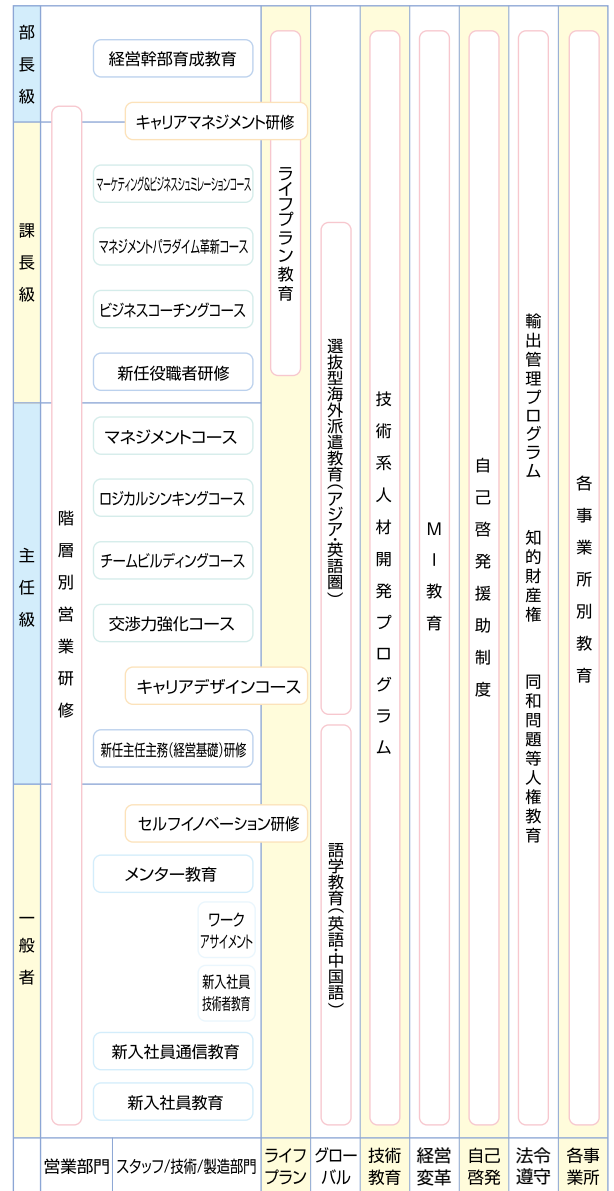 部長級
経営幹部育成教育
キャリアマネジメント研修
課長級
マーケティング&ビジネスシュミレーションコース
マネジメントパラダイム革新コース
ビジネスコーチングコース
新任役職者研修
主任級
マネジメントコース
ロジカルシンキングコース
チームビルディングコース
交渉力強化コース
キャリアデザインコース
新任主任主務(経営基礎)研修
一般者
セルフイノベーション研修
メンター教育
ワーク
アサイメント
新入社員
技術者教育
新入社員通信教育
新入社員教育
階層別営業研修
ライフプラン教育
選抜型海外派遣教育(アジア・英語圏)
語学教育(英語・中国語)
技術系人材開発プログラム
MI教育
自己啓発援助制度
輸出管理プログラム 知的財産権 同和問題等人権教育
各事業所別教育
営業部門
スタッフ/技術/製造部門
ライフ
プラン
グロー
バル
技術
教育
経営
変革
自己
啓発
法令
遵守
各事
業所